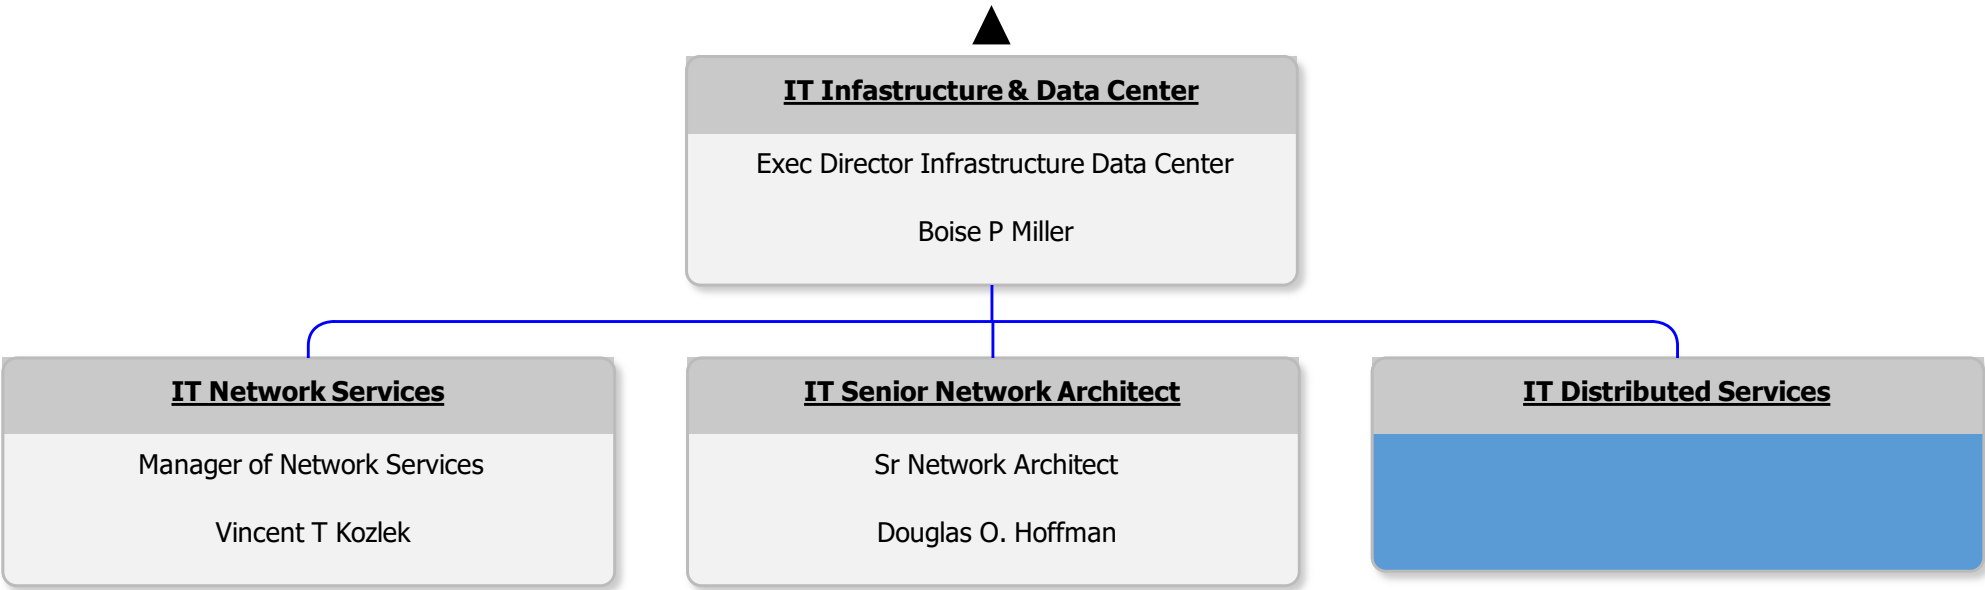 IT Infastructure & Data Center
Exec Director Infrastructure Data Center
Boise P Miller
IT Network Services
Manager of Network Services
Vincent T Kozlek
IT Senior Network Architect
Sr Network Architect
Douglas O. Hoffman
IT Distributed Services